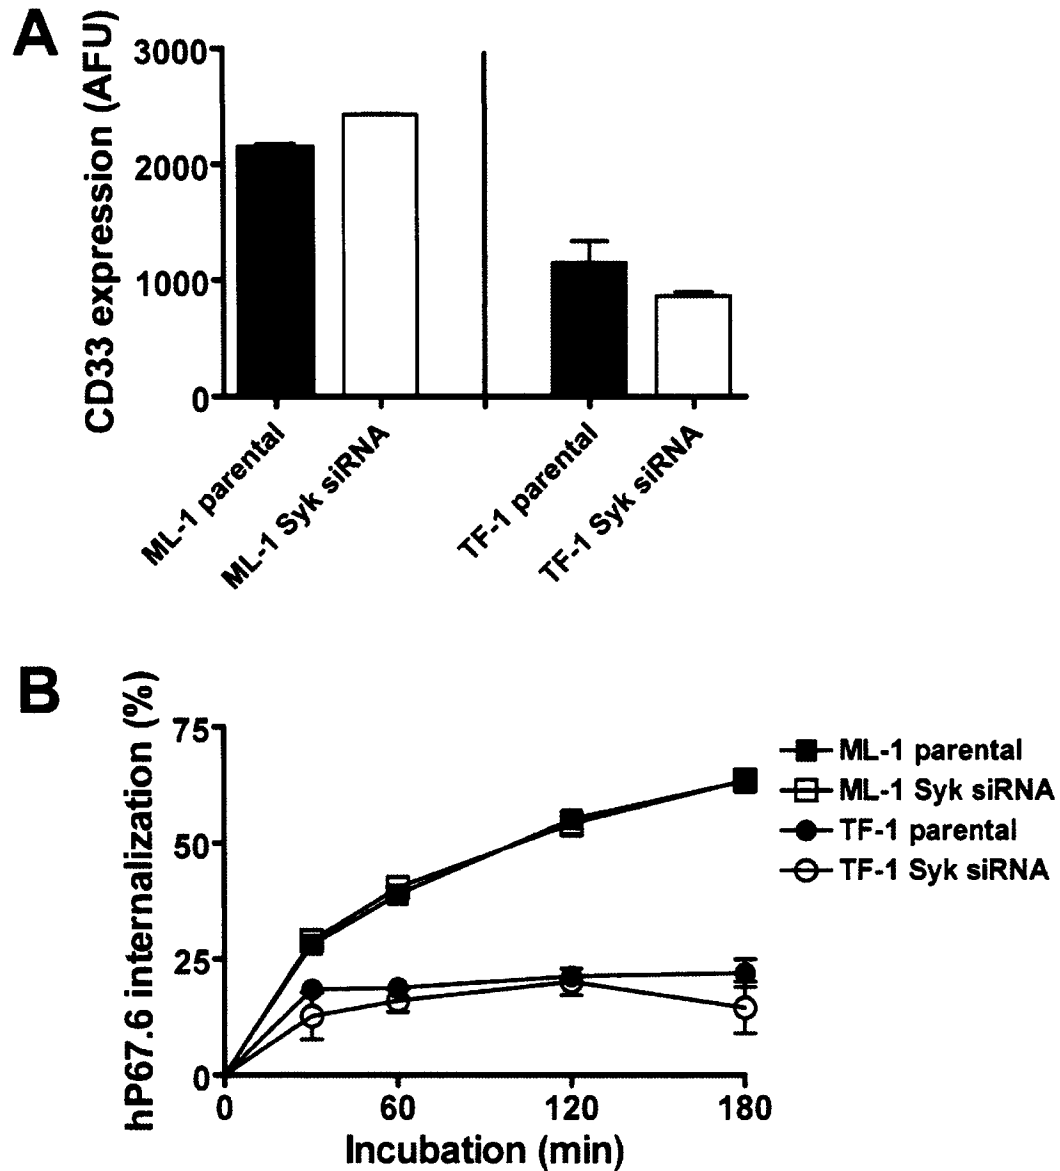 A
CD33 expression (AFU)
3000
2000
1000
0
ML-1 parental
ML-1 Syk siRNA
TF-1 parental
TF-1 Syk siRNA
B
hP67.6 internalization (%)
75
50
25
0
0
60
120
180
Incubation (min)
ML-1 parental
ML-1 Syk siRNA
TF-1 parental
TF-1 Syk siRNA